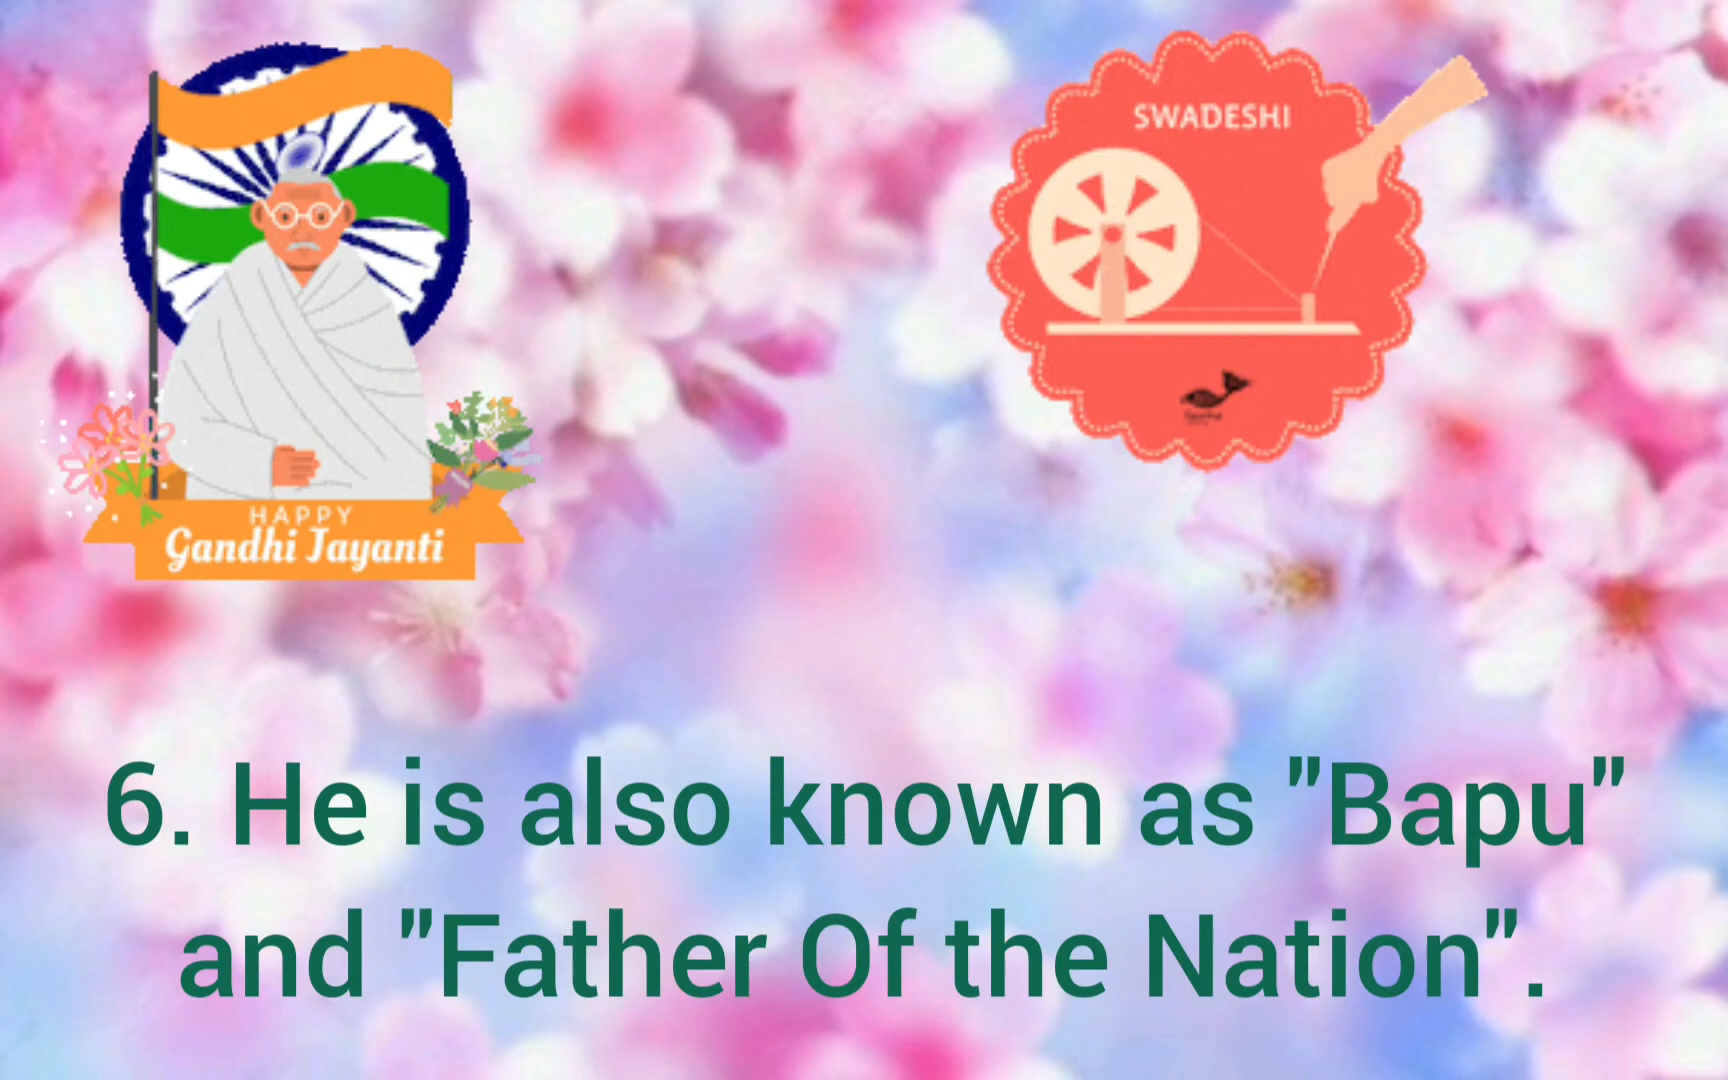 SWADESHI
HAPPY
Gandhi Jayanti
6. He is also known as "Bapu"
and "Father Of the Nation".